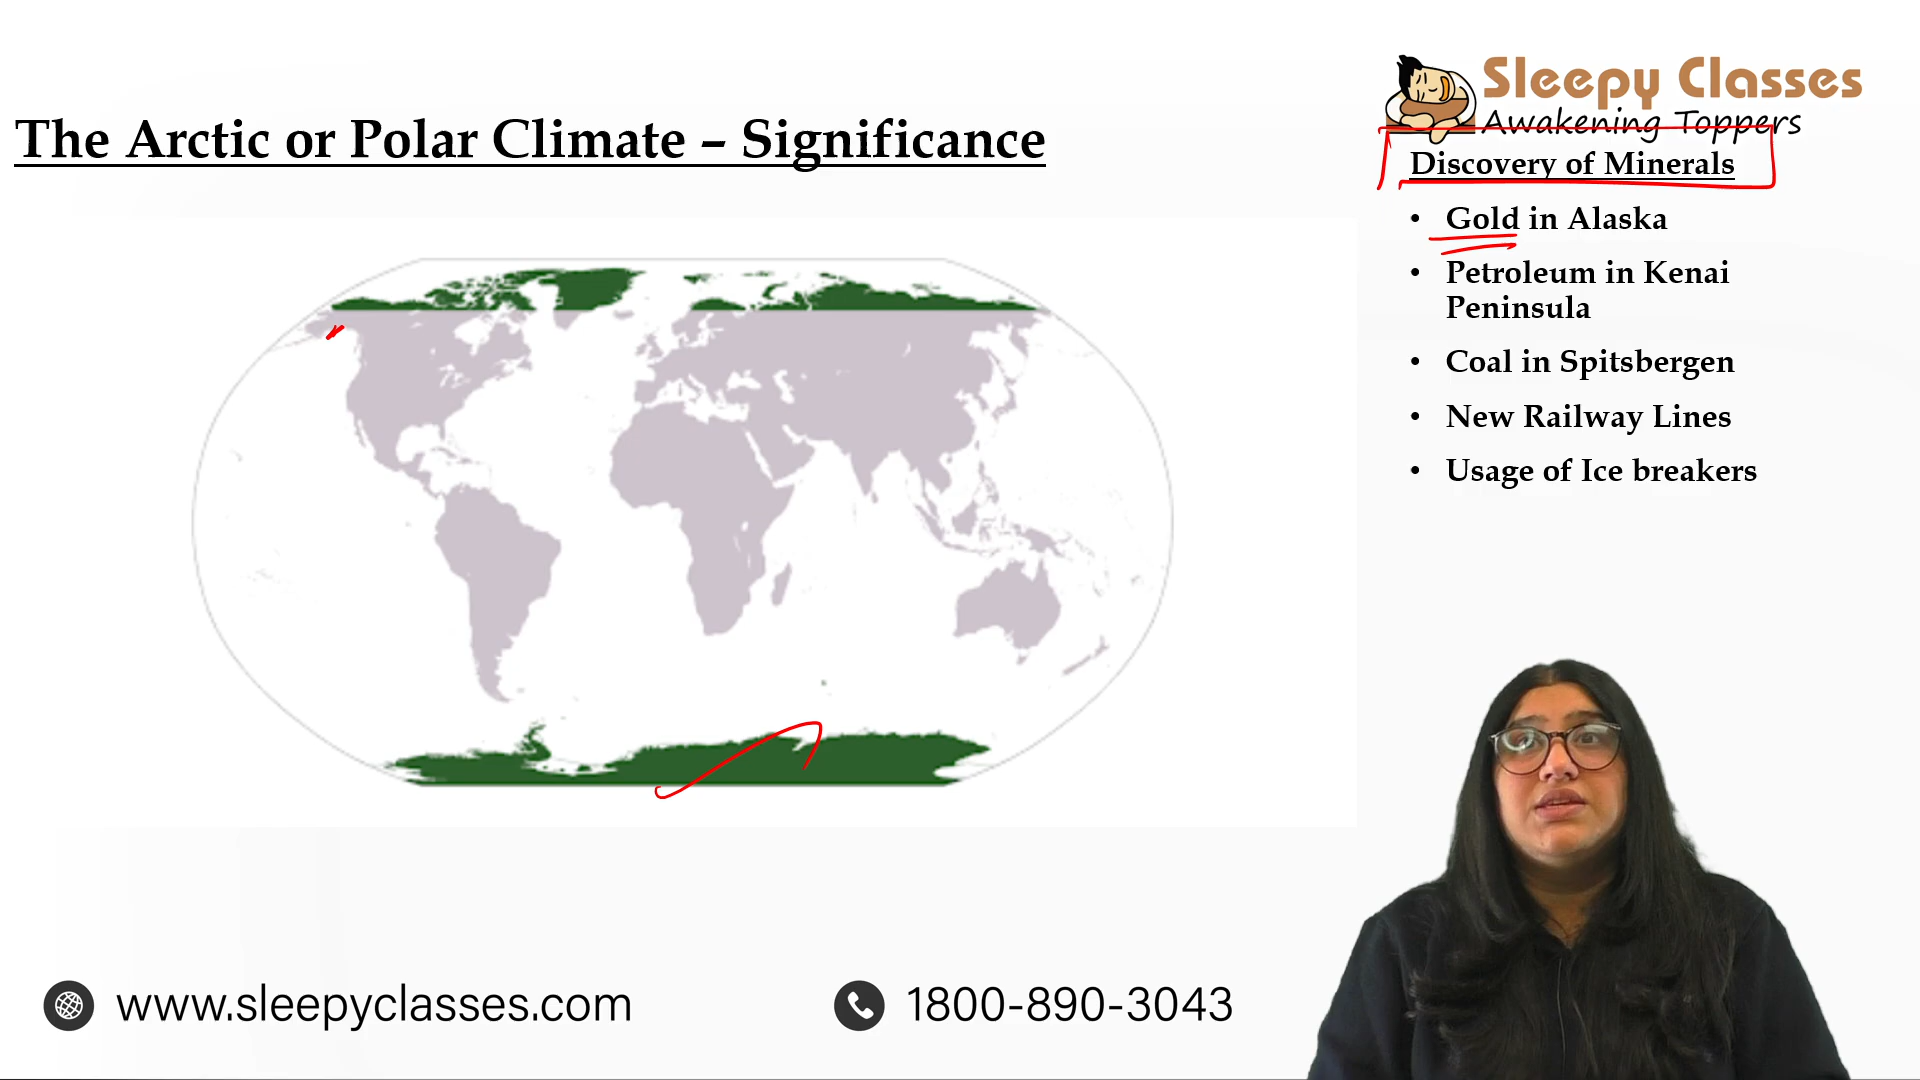 Sleepy Classes
Awakening Toppers
The Arctic or Polar Climate – Significance
Discovery of Minerals
• Gold in Alaska
• Petroleum in Kenai
Peninsula
• Coal in Spitsbergen
• New Railway Lines
• Usage of Ice breakers
www.sleepyclasses.com
1800-890-3043